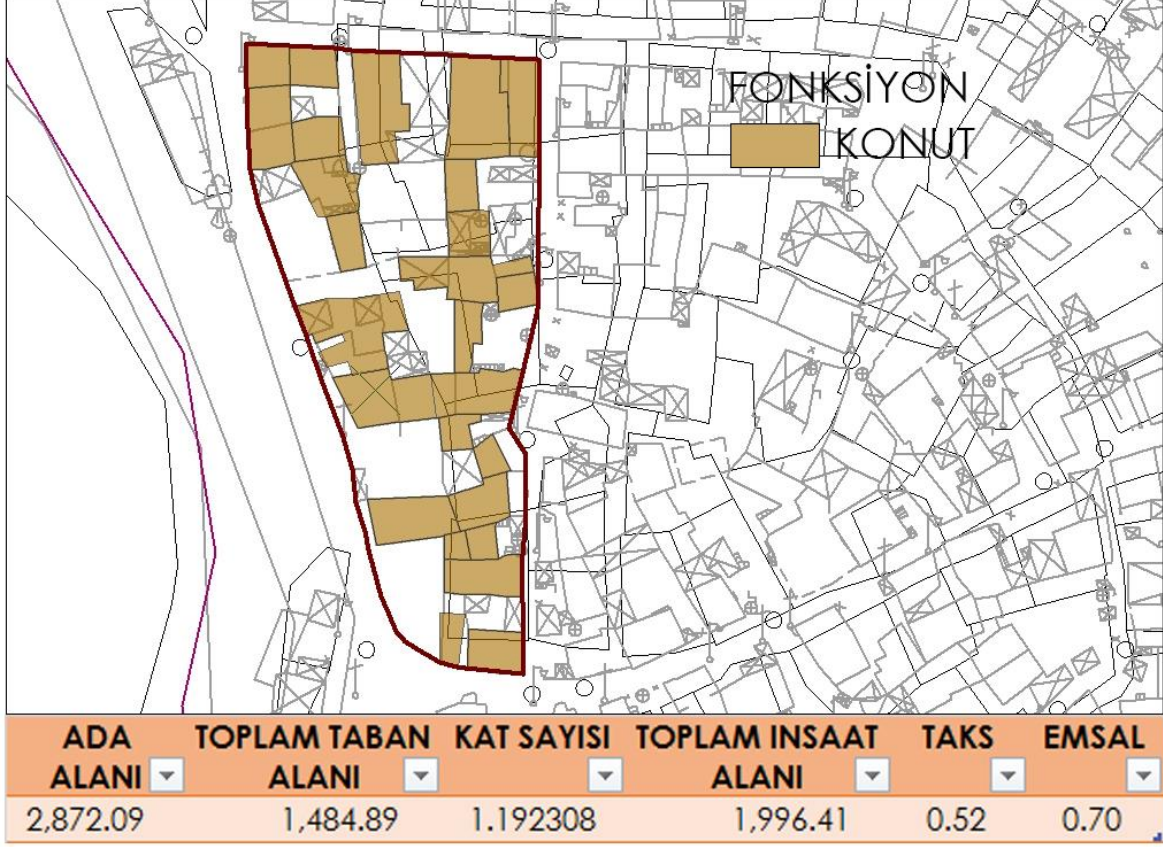 FONKSİYON
KONUT
ADA ALANI TOPLAM TABAN ALANI KAT SAYISI TOPLAM INSAAT ALANI TAKS EMSAL
2,872.09 1,484.89 1.192308 1,996.41 0.52 0.70